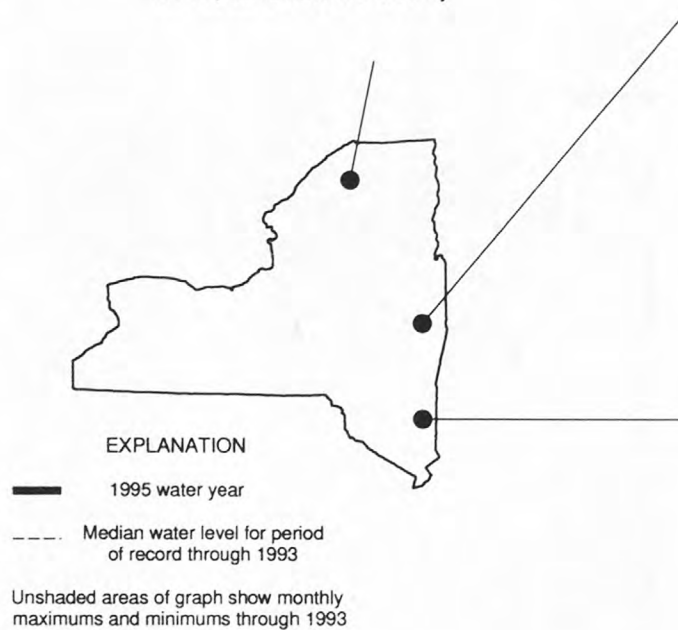 EXPLANATION
1995 water year
Median water level for period
of record through 1993
Unshaded areas of graph show monthly
maximums and minimums through 1993